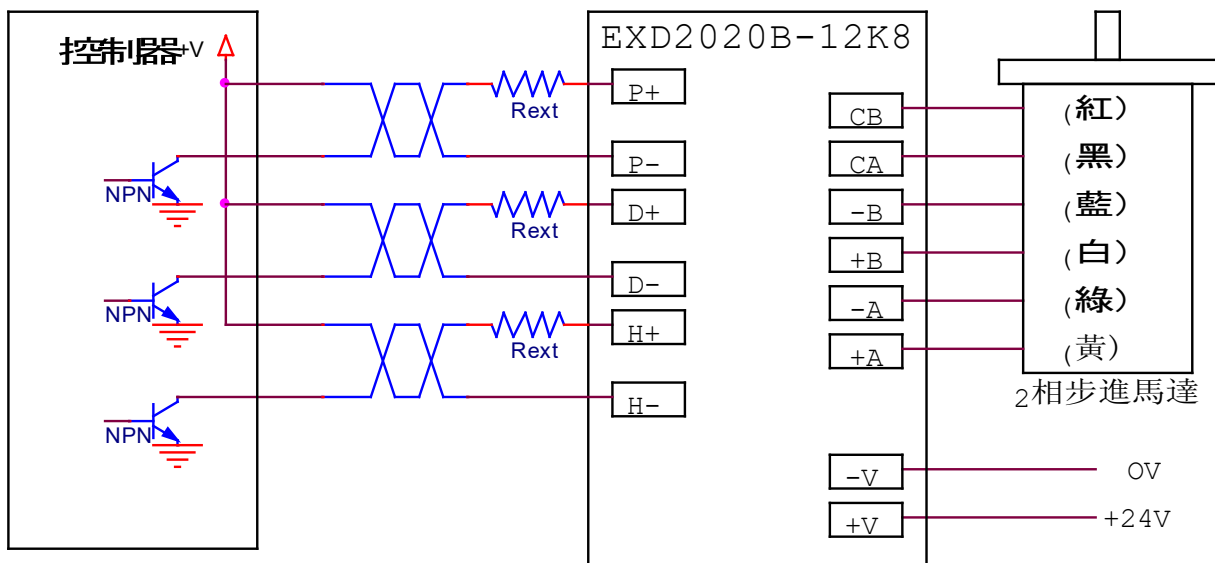 控制器
+V
NPN
NPN
NPN
Rext
Rext
Rext
EXD2020B-12K8
P+
P-
D+
D-
H+
H-
CB
CA
-B
+B
-A
+A
-V
+V
(紅)
(黑)
(藍)
(白)
(綠)
(黃)
2相步進馬達
0V
+24V